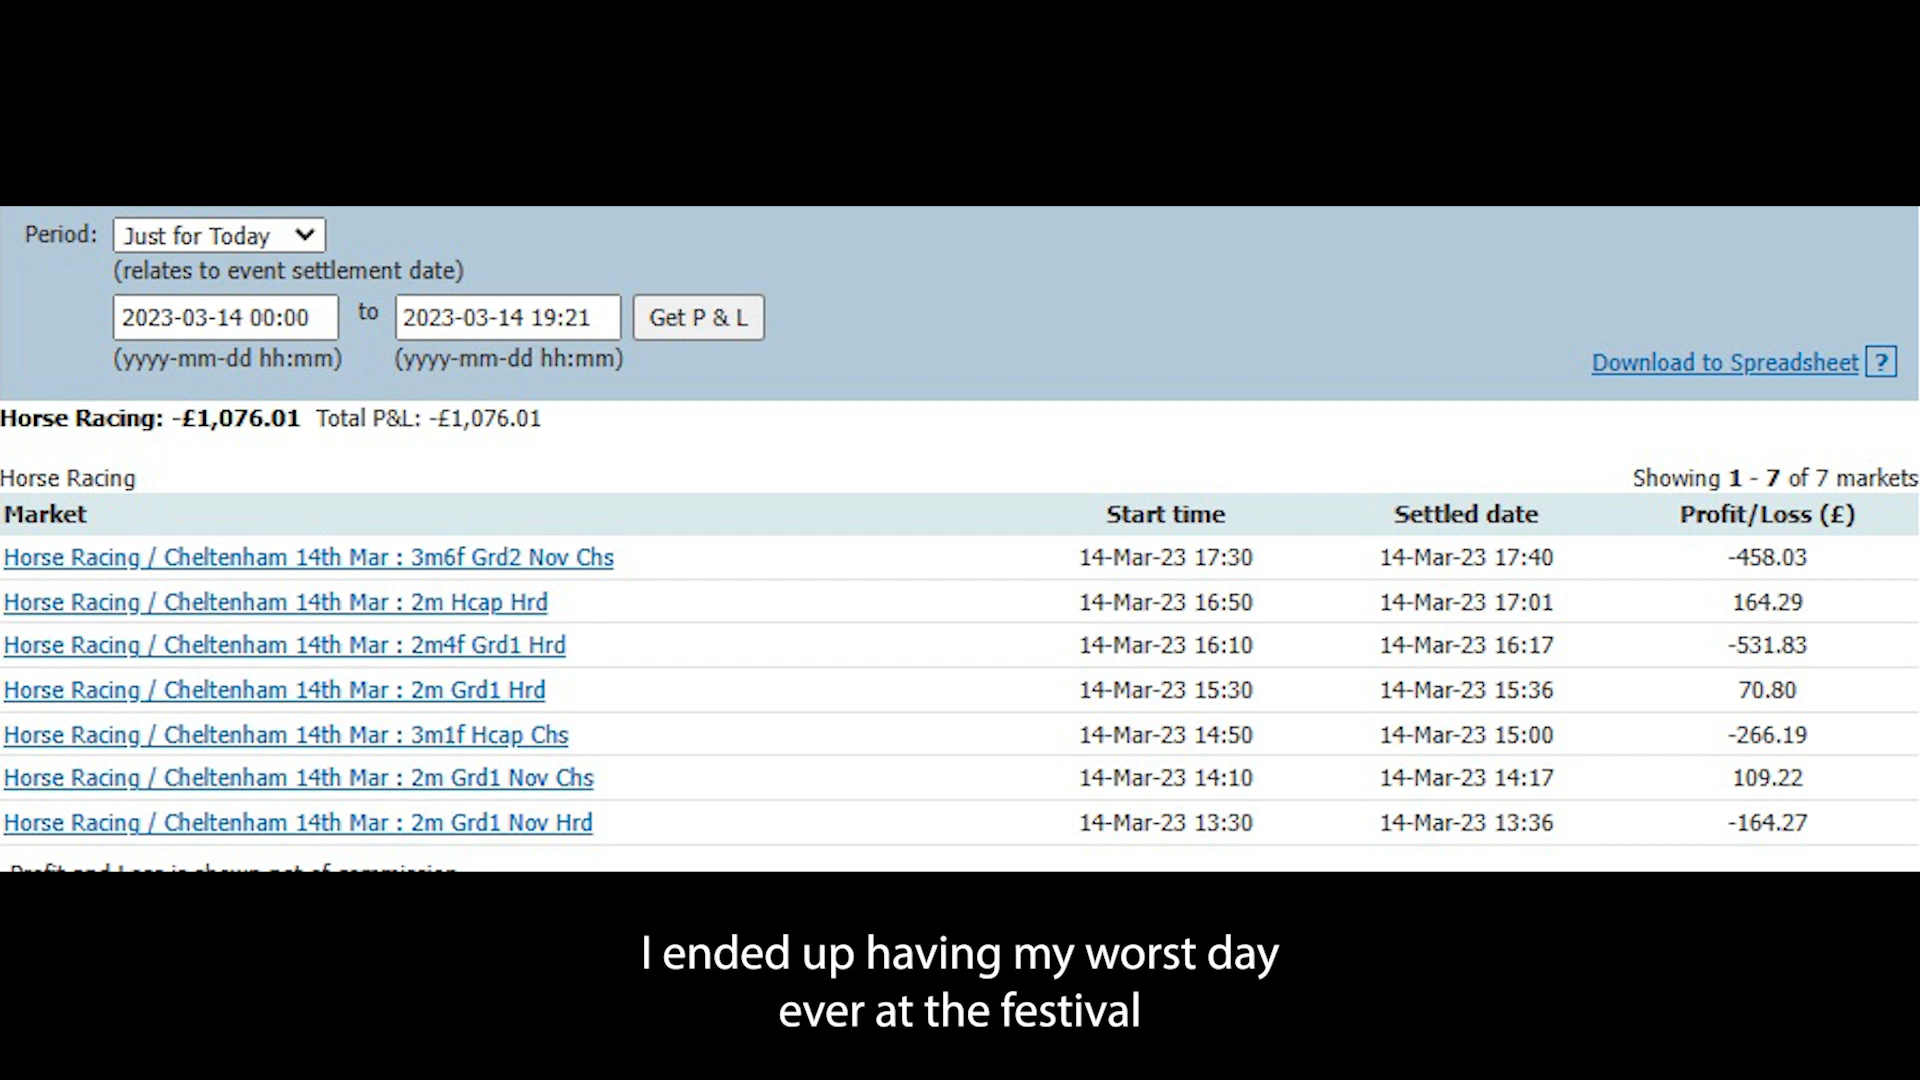 Period: Just for Today
(relates to event settlement date)
2023-03-14 00:00 to 2023-03-14 19:21 Get P & L
(yyyy-mm-dd hh:mm) (yyyy-mm-dd hh:mm)
Download to Spreadsheet ?
Horse Racing: -£1,076.01 Total P&L: -£1,076.01
Horse Racing Showing 1 - 7 of 7 markets
Market Start time Settled date Profit/Loss (£)
Horse Racing / Cheltenham 14th Mar : 3m6f Grd2 Nov Chs 14-Mar-23 17:30 14-Mar-23 17:40 -458.03
Horse Racing / Cheltenham 14th Mar : 2m Hcap Hrd 14-Mar-23 16:50 14-Mar-23 17:01 164.29
Horse Racing / Cheltenham 14th Mar : 2m4f Grd1 Hrd 14-Mar-23 16:10 14-Mar-23 16:17 -531.83
Horse Racing / Cheltenham 14th Mar : 2m Grd1 Hrd 14-Mar-23 15:30 14-Mar-23 15:36 70.80
Horse Racing / Cheltenham 14th Mar : 3m1f Hcap Chs 14-Mar-23 14:50 14-Mar-23 15:00 -266.19
Horse Racing / Cheltenham 14th Mar : 2m Grd1 Nov Chs 14-Mar-23 14:10 14-Mar-23 14:17 109.22
Horse Racing / Cheltenham 14th Mar : 2m Grd1 Nov Hrd 14-Mar-23 13:30 14-Mar-23 13:36 -164.27
Profit and Loss is shown net of commission
I ended up having my worst day
ever at the festival